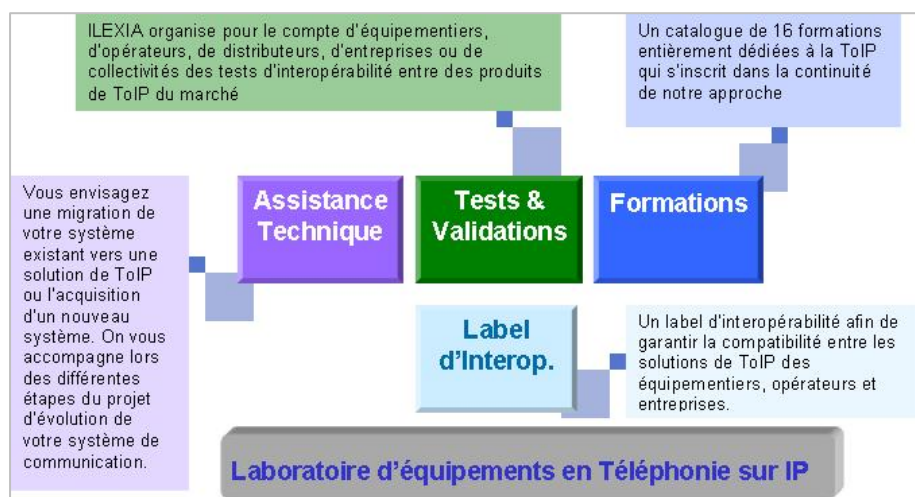 ILEXIA organise pour le compte d'équipementiers,
d'opérateurs, de distributeurs, d'entreprises ou de
collectivités des tests d'interopérabilité entre des produits
de ToIP du marché
Un catalogue de 16 formations
entièrement dédiées à la ToIP
qui s'inscrit dans la continuité
de notre approche
Vous envisagez
une migration de
votre système
existant vers une
solution de ToIP
ou l'acquisition
d'un nouveau
système. On vous
accompagne lors
des différentes
étapes du projet
d'évolution de
votre système de
communication.
Assistance
Technique
Tests &
Validations
Formations
Label
d'Interop.
Un label d'interopérabilité afin de
garantir la compatibilité entre les
solutions de ToIP des
équipementiers, opérateurs et
entreprises.
Laboratoire d'équipements en Téléphonie sur IP